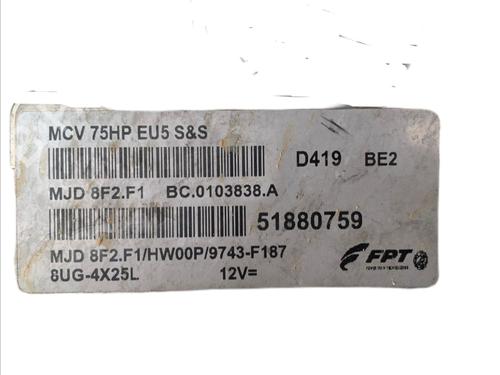 MCV 75HP EU5 S&S
D419 BE2
MJD 8F2.F1 BC.0103838.A
51880759
MJD 8F2.F1/HW00P/9743-F187
8UG-4X25L 12V=
FPT